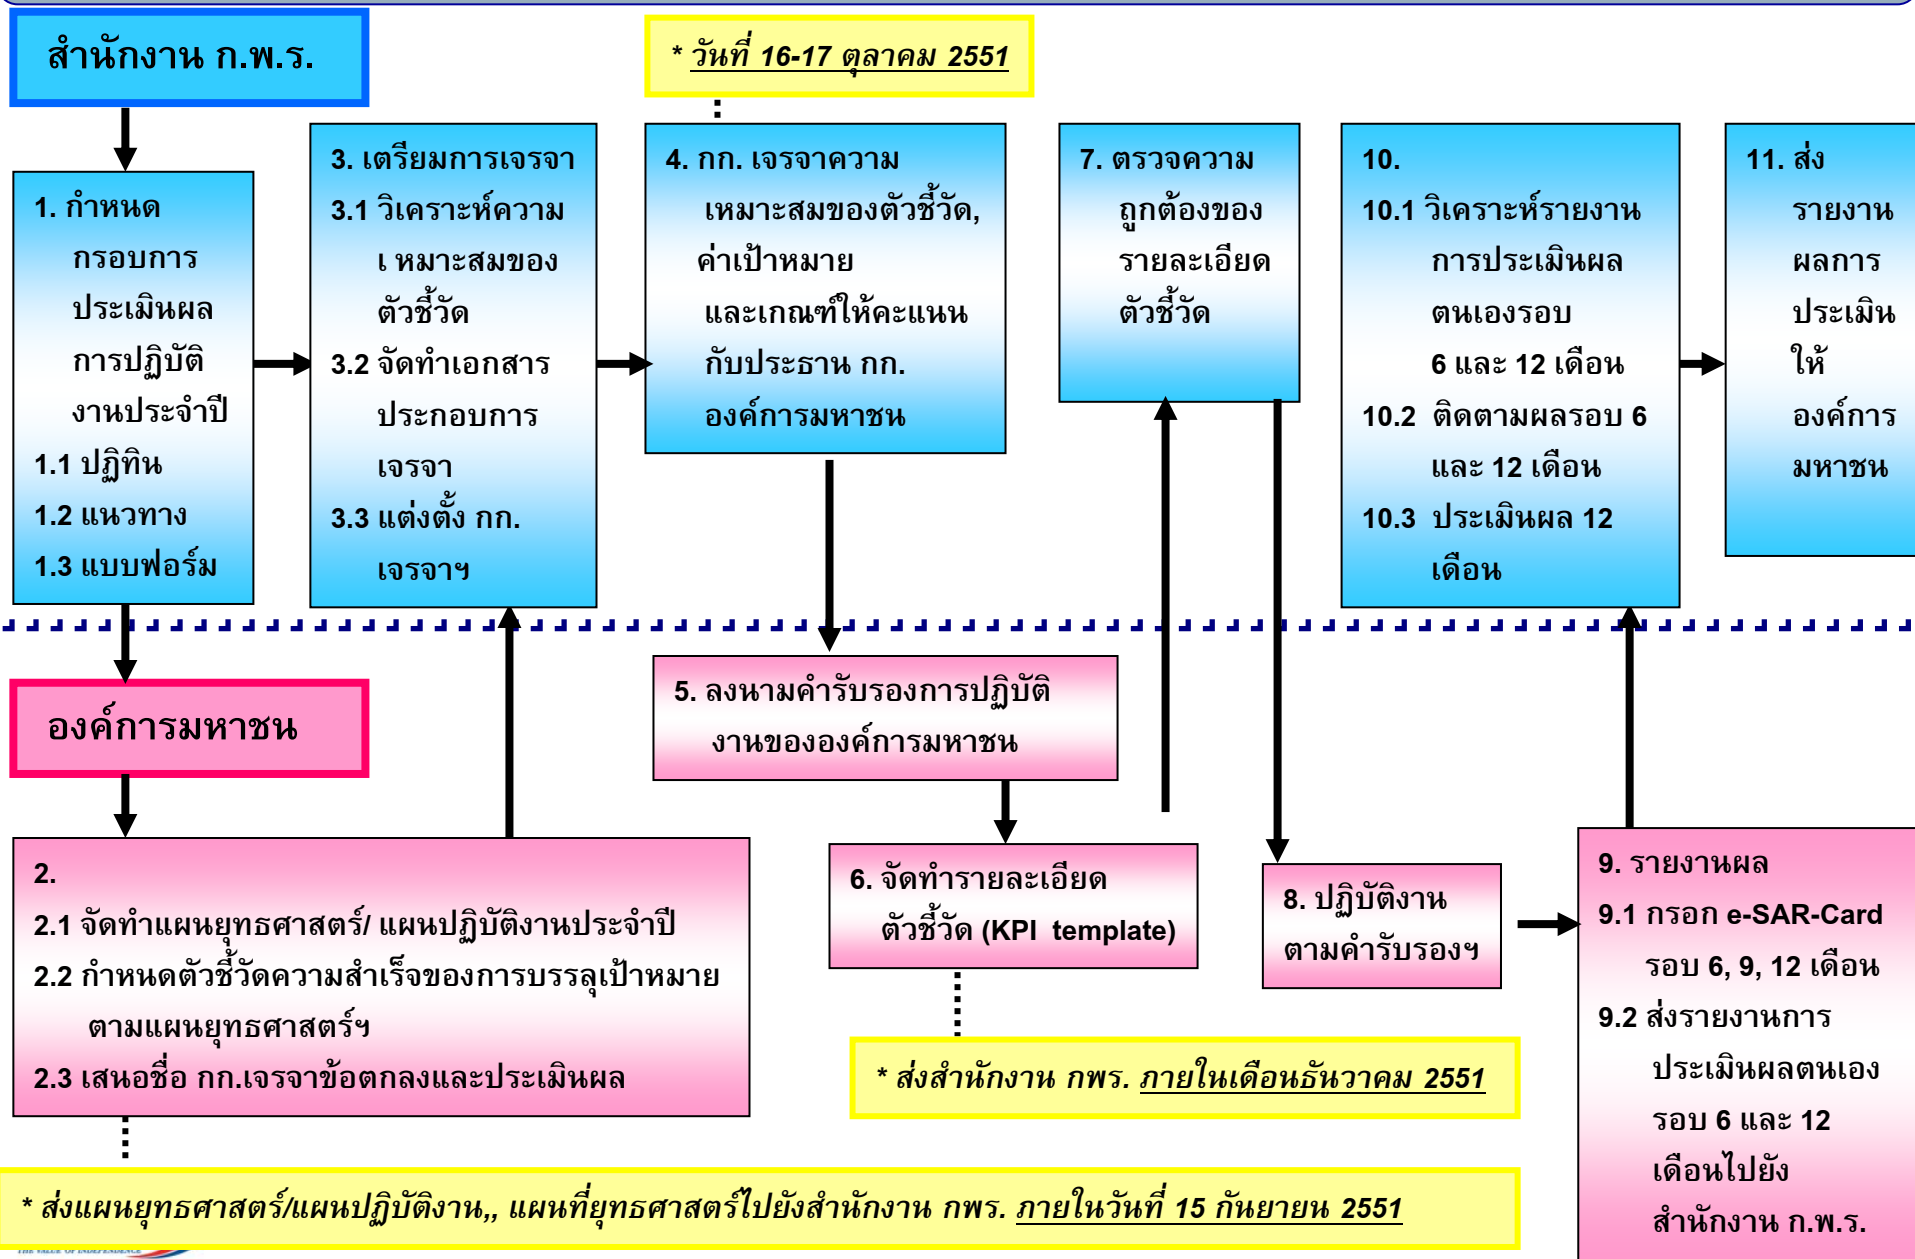 สำนักงาน ก.พ.ร.
* วันที่ 16-17 ตุลาคม 2551
1. กำหนด
กรอบการ
ประเมินผล
การปฏิบัติ
งานประจำปี
1.1 ปฏิทิน
1.2 แนวทาง
1.3 แบบฟอร์ม
3. เตรียมการเจรจา
3.1 วิเคราะห์ความ
เ หมาะสมของ
ตัวชี้วัด
3.2 จัดทำเอกสาร
ประกอบการ
เจรจา
3.3 แต่งตั้ง กก.
เจรจาฯ
4. กก. เจรจาความ
เหมาะสมของตัวชี้วัด,
ค่าเป้าหมาย
และเกณฑ์ให้คะแนน
กับประธาน กก.
องค์การมหาชน
7. ตรวจความ
ถูกต้องของ
รายละเอียด
ตัวชี้วัด
10.
10.1 วิเคราะห์รายงาน
การประเมินผล
ตนเองรอบ
6 และ 12 เดือน
10.2 ติดตามผลรอบ 6
และ 12 เดือน
10.3 ประเมินผล 12
เดือน
11. ส่ง
รายงาน
ผลการ
ประเมิน
ให้
องค์การ
มหาชน
องค์การมหาชน
5. ลงนามคำรับรองการปฏิบัติ
งานขององค์การมหาชน
2.
2.1 จัดทำแผนยุทธศาสตร์/ แผนปฏิบัติงานประจำปี
2.2 กำหนดตัวชี้วัดความสำเร็จของการบรรลุเป้าหมาย
ตามแผนยุทธศาสตร์ฯ
2.3 เสนอชื่อ กก.เจรจาข้อตกลงและประเมินผล
6. จัดทำรายละเอียด
ตัวชี้วัด (KPI template)
8. ปฏิบัติงาน
ตามคำรับรองฯ
9. รายงานผล
9.1 กรอก e-SAR-Card
รอบ 6, 9, 12 เดือน
9.2 ส่งรายงานการ
ประเมินผลตนเอง
รอบ 6 และ 12
เดือนไปยัง
สำนักงาน ก.พ.ร.
* ส่งสำนักงาน กพร. ภายในเดือนธันวาคม 2551
* ส่งแผนยุทธศาสตร์/แผนปฏิบัติงาน,, แผนที่ยุทธศาสตร์ไปยังสำนักงาน กพร. ภายในวันที่ 15 กันยายน 2551
THE VALUE OF INDEPENDENCE